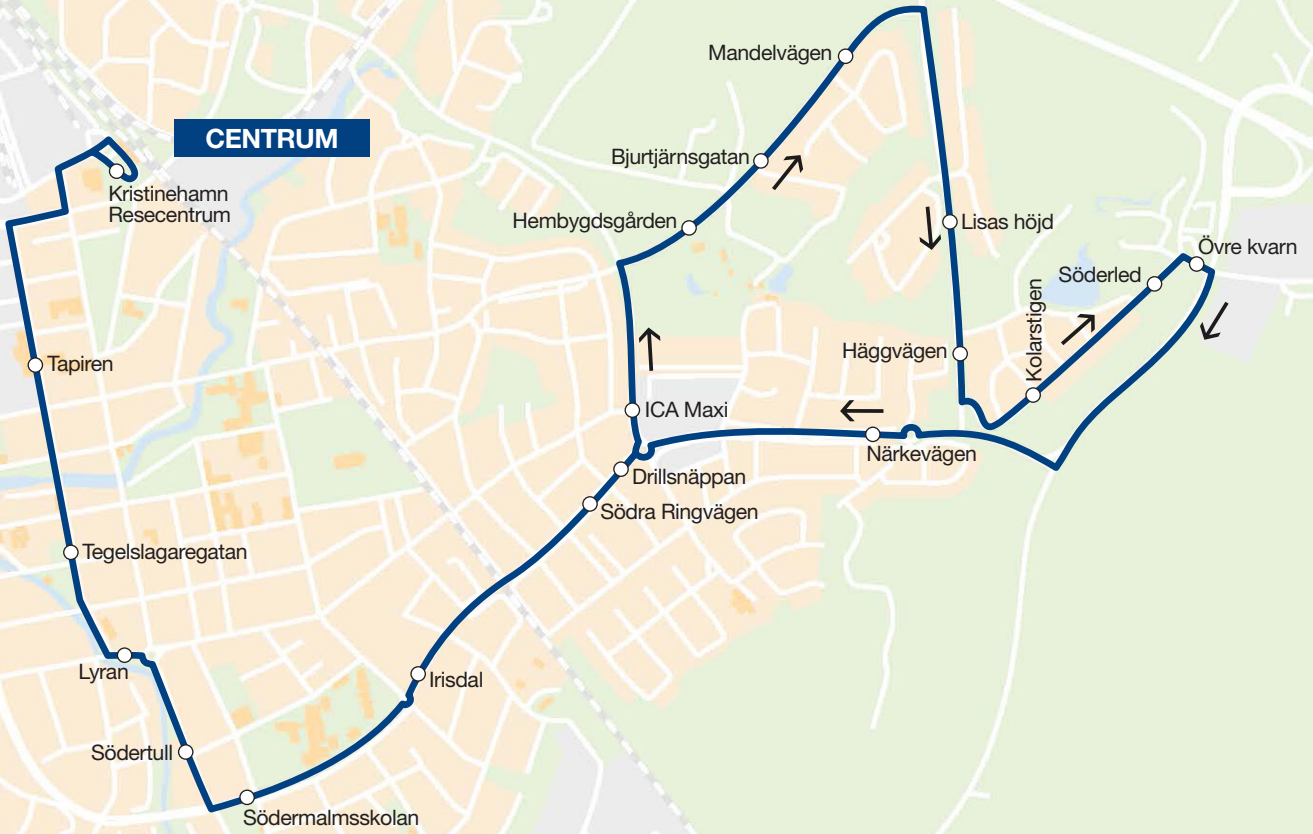 Mandelvägen
CENTRUM
Bjurtjärnsgatan
Kristinehamn
Resecentrum
Hembygdsgården
Lisas höjd
Övre kvarn
Söderled
Kolarstigen
Häggvägen
Tapiren
ICA Maxi
Närkevägen
Drillsnäppan
Södra Ringvägen
Tegelslagaregatan
Lyran
Irisdal
Södertull
Södermalmsskolan